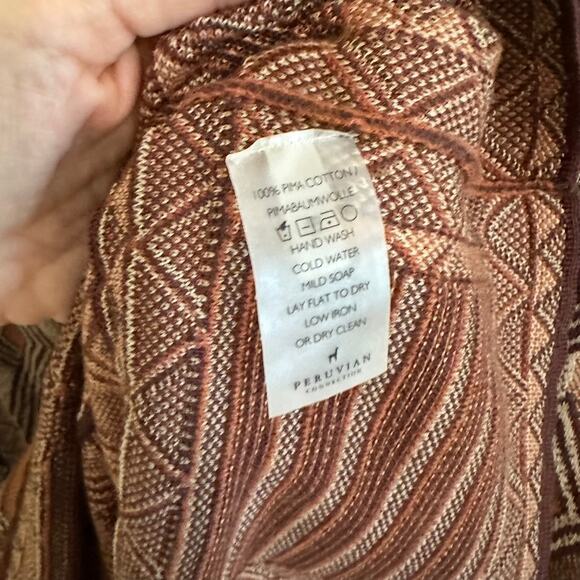 100% PIMA COTTON /
PIMABAUMWOLLE
HAND WASH
COLD WATER
MILD SOAP
LAY FLAT TO DRY
LOW IRON
OR DRY CLEAN
PERUVIAN
CONNECTION